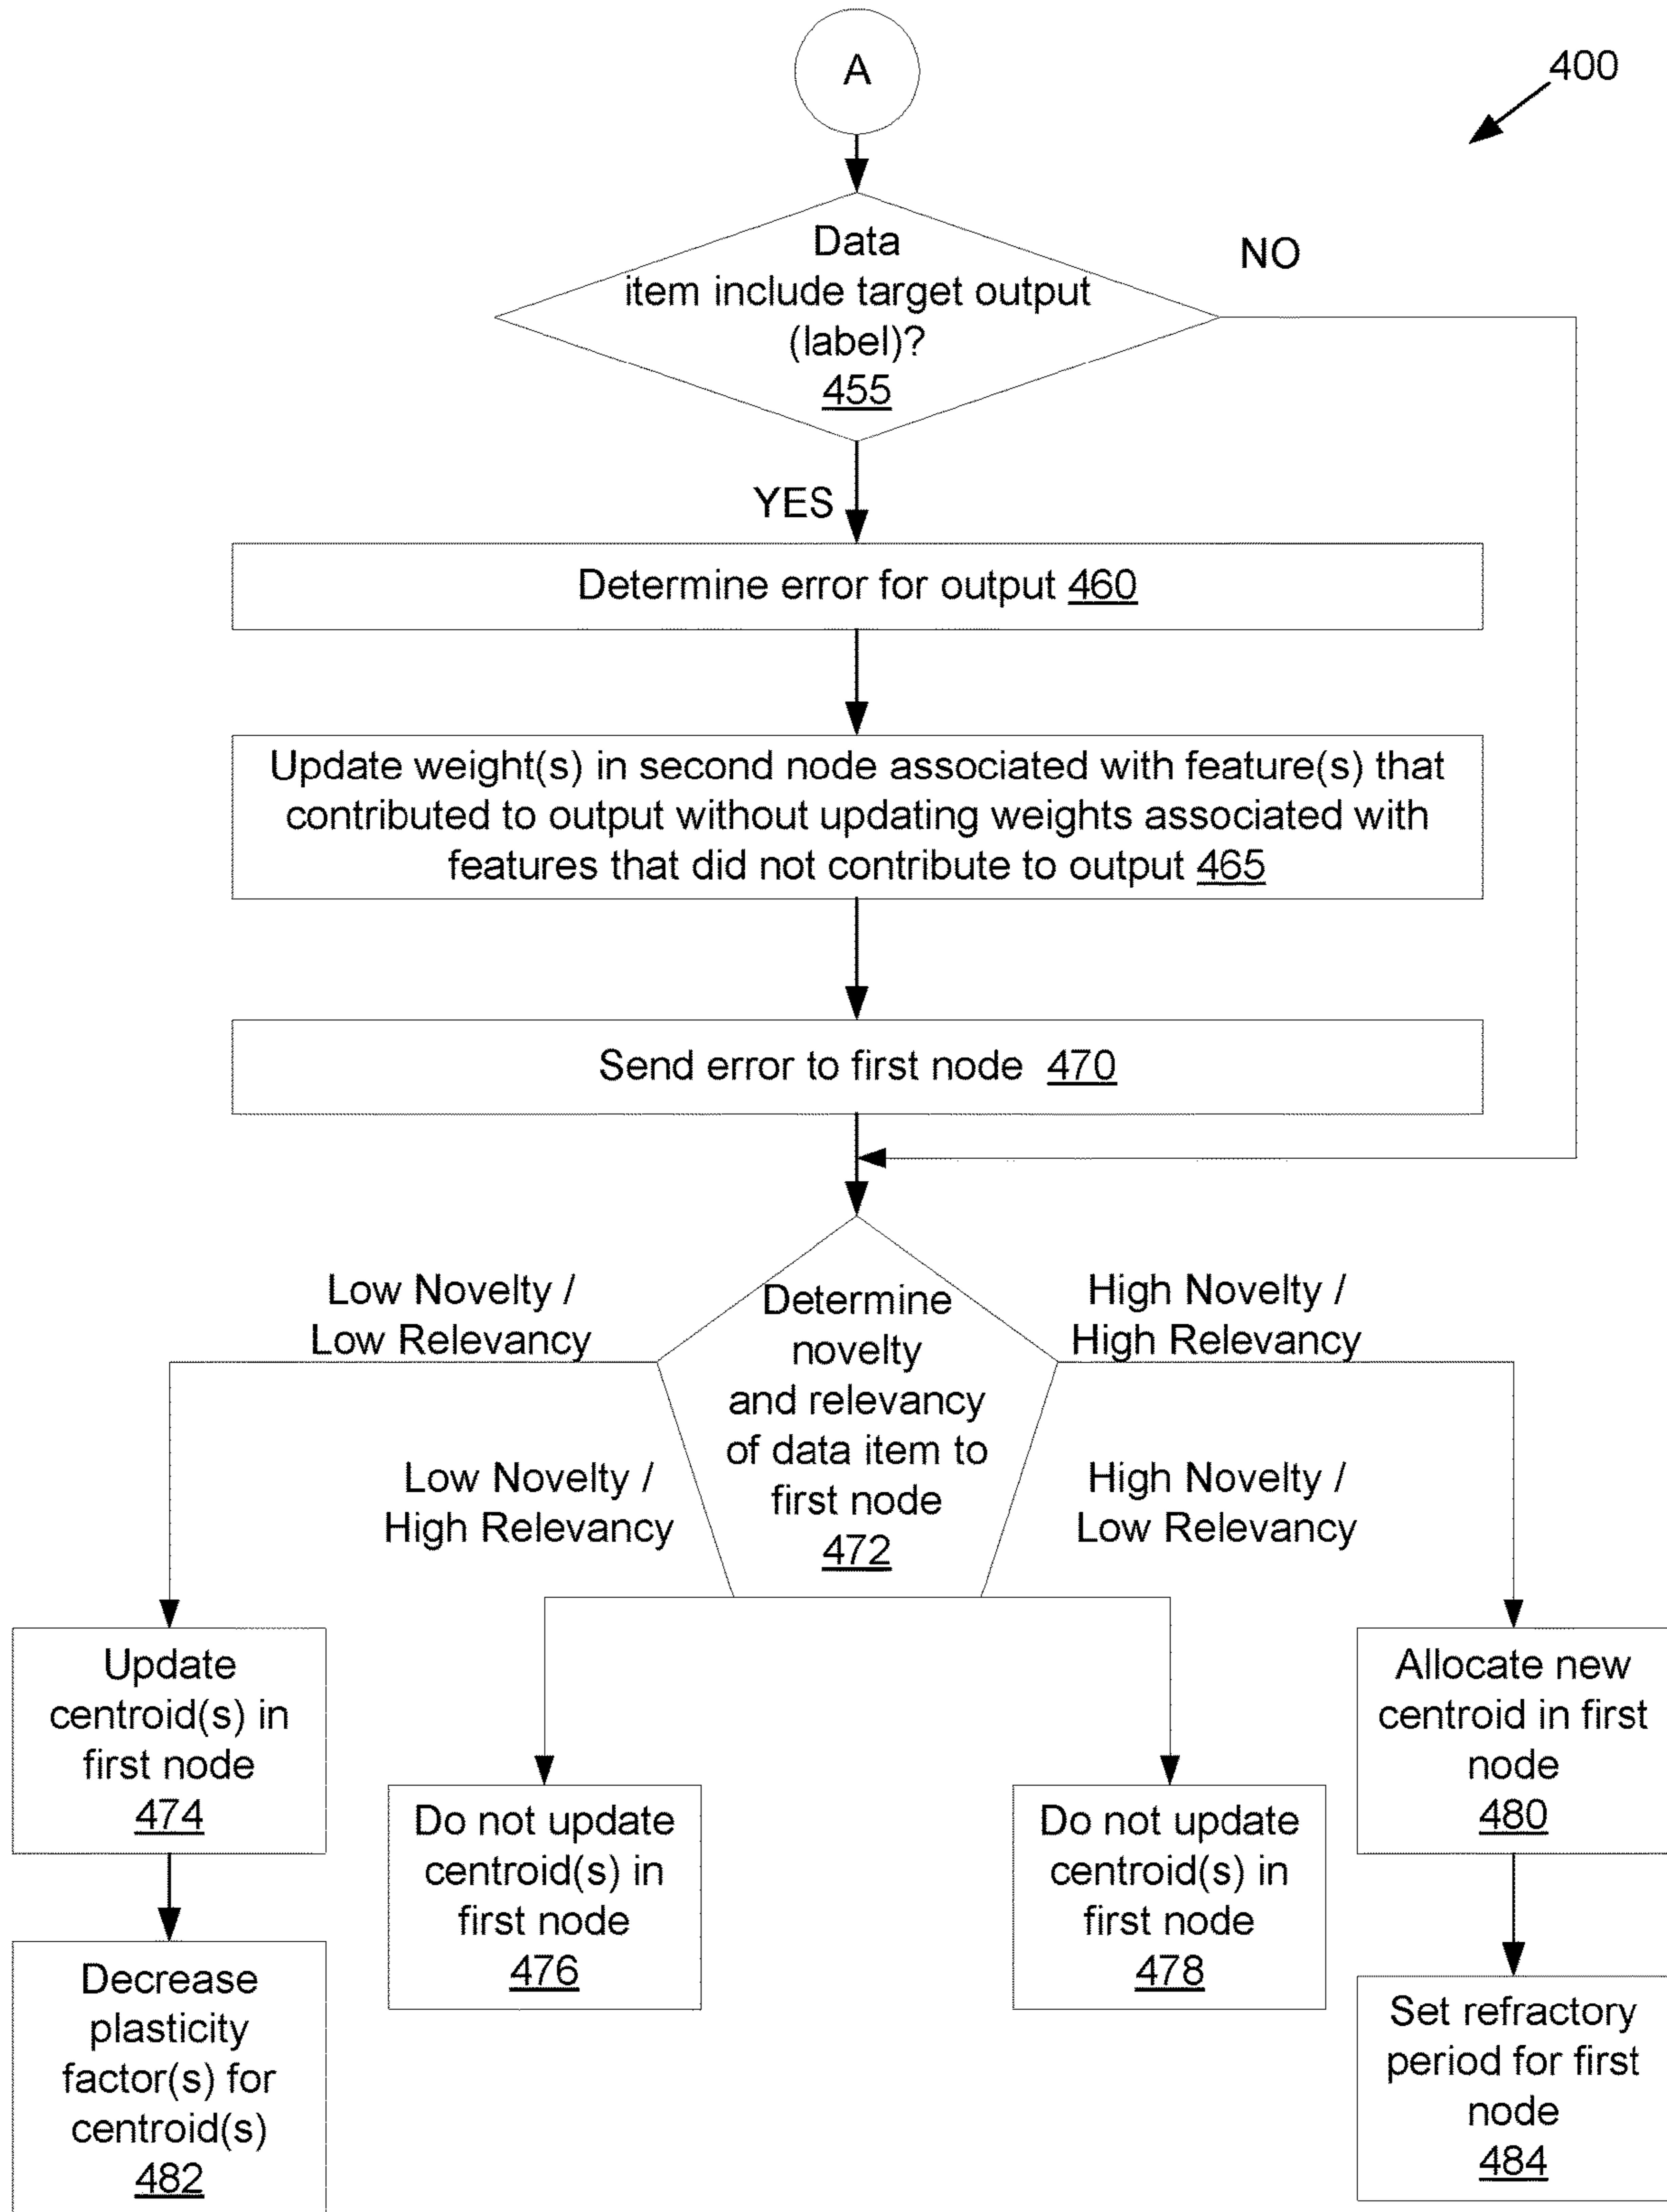 A
400
Data
item include target output
(label)?
455
NO
YES
Determine error for output 460
Update weight(s) in second node associated with feature(s) that
contributed to output without updating weights associated with
features that did not contribute to output 465
Send error to first node 470
Low Novelty /
Low Relevancy
Determine
novelty
and relevancy
of data item to
first node
472
High Novelty /
High Relevancy
Low Novelty /
High Relevancy
High Novelty /
Low Relevancy
Update
centroid(s) in
first node
474
Do not update
centroid(s) in
first node
476
Do not update
centroid(s) in
first node
478
Allocate new
centroid in first
node
480
Decrease
plasticity
factor(s) for
centroid(s)
482
Set refractory
period for first
node
484